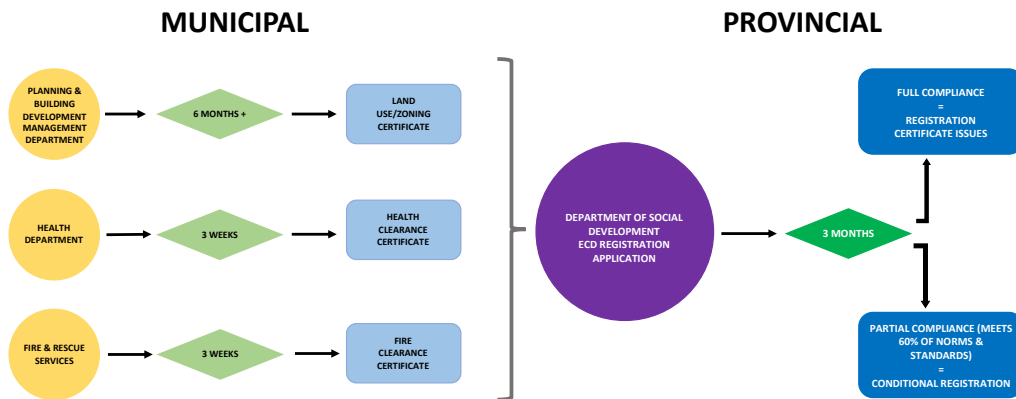 MUNICIPAL
PROVINCIAL
PLANNING &
BUILDING
DEVELOPMENT
MANAGEMENT
DEPARTMENT
6 MONTHS +
LAND
USE/ZONING
CERTIFICATE
HEALTH
DEPARTMENT
3 WEEKS
HEALTH
CLEARANCE
CERTIFICATE
FIRE & RESCUE
SERVICES
3 WEEKS
FIRE
CLEARANCE
CERTIFICATE
DEPARTMENT OF SOCIAL
DEVELOPMENT
ECD REGISTRATION
APPLICATION
3 MONTHS
FULL COMPLIANCE
=
REGISTRATION
CERTIFICATE ISSUES
PARTIAL COMPLIANCE (MEETS
60% OF NORMS &
STANDARDS)
=
CONDITIONAL REGISTRATION